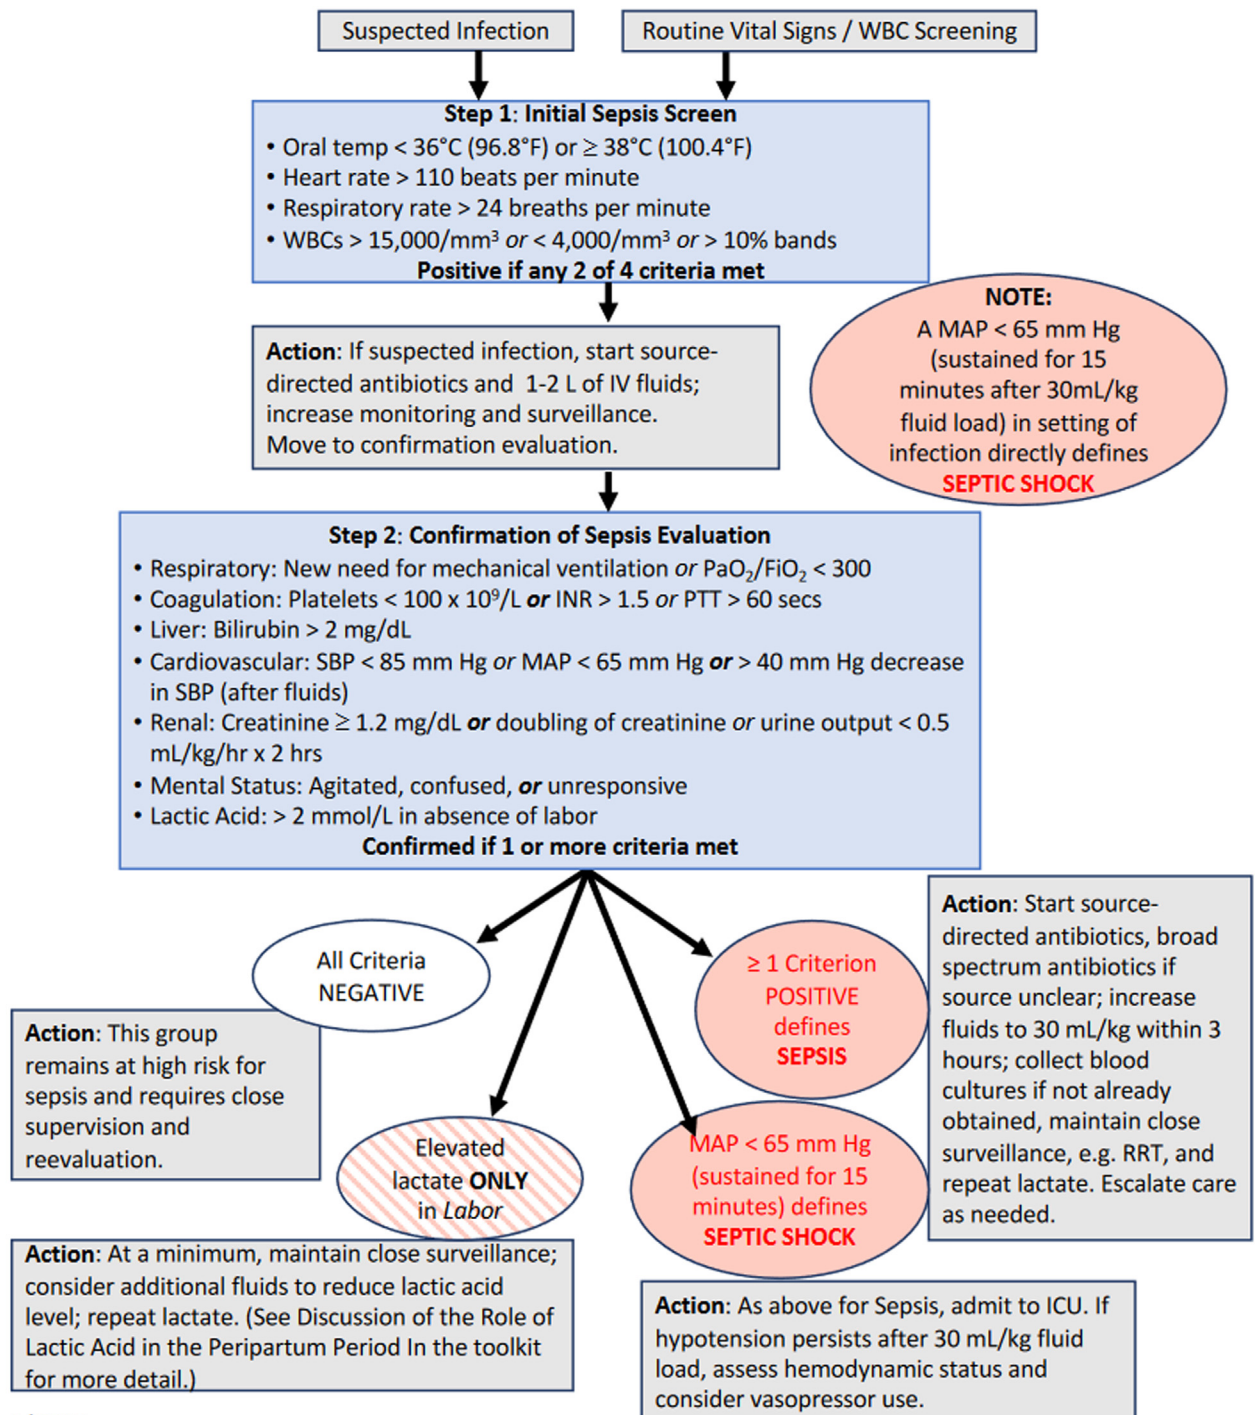 Suspected Infection
Routine Vital Signs / WBC Screening
Step 1: Initial Sepsis Screen
• Oral temp < 36°C (96.8°F) or ≥ 38°C (100.4°F)
• Heart rate > 110 beats per minute
• Respiratory rate > 24 breaths per minute
• WBCs > 15,000/mm³ or < 4,000/mm³ or > 10% bands
Positive if any 2 of 4 criteria met
NOTE:
A MAP < 65 mm Hg
(sustained for 15
minutes after 30mL/kg
fluid load) in setting of
infection directly defines
SEPTIC SHOCK
Action: If suspected infection, start source-
directed antibiotics and 1-2 L of IV fluids;
increase monitoring and surveillance.
Move to confirmation evaluation.
Step 2: Confirmation of Sepsis Evaluation
• Respiratory: New need for mechanical ventilation or PaO₂/FiO₂ < 300
• Coagulation: Platelets < 100 x 10⁹/L or INR > 1.5 or PTT > 60 secs
• Liver: Bilirubin > 2 mg/dL
• Cardiovascular: SBP < 85 mm Hg or MAP < 65 mm Hg or > 40 mm Hg decrease
in SBP (after fluids)
• Renal: Creatinine ≥ 1.2 mg/dL or doubling of creatinine or urine output < 0.5
mL/kg/hr x 2 hrs
• Mental Status: Agitated, confused, or unresponsive
• Lactic Acid: > 2 mmol/L in absence of labor
Confirmed if 1 or more criteria met
All Criteria
NEGATIVE
Action: This group
remains at high risk for
sepsis and requires close
supervision and
reevaluation.
Elevated
lactate ONLY
in Labor
Action: At a minimum, maintain close surveillance;
consider additional fluids to reduce lactic acid
level; repeat lactate. (See Discussion of the Role of
Lactic Acid in the Peripartum Period In the toolkit
for more detail.)
≥ 1 Criterion
POSITIVE
defines
SEPSIS
Action: Start source-
directed antibiotics, broad
spectrum antibiotics if
source unclear; increase
fluids to 30 mL/kg within 3
hours; collect blood
cultures if not already
obtained, maintain close
surveillance, e.g. RRT, and
repeat lactate. Escalate care
as needed.
MAP < 65 mm Hg
(sustained for 15
minutes) defines
SEPTIC SHOCK
Action: As above for Sepsis, admit to ICU. If
hypotension persists after 30 mL/kg fluid
load, assess hemodynamic status and
consider vasopressor use.